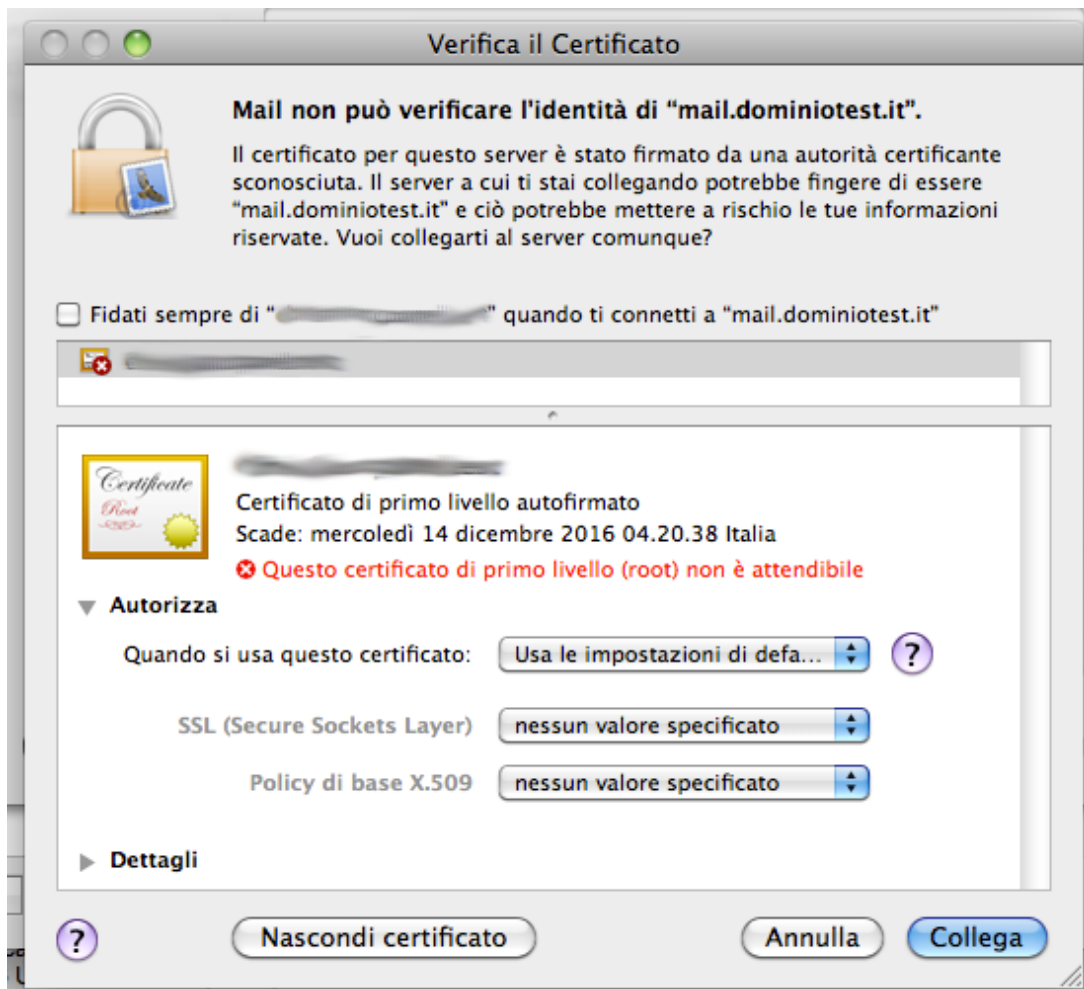 Verifica il Certificato
Mail non può verificare l'identità di “mail.dominiotest.it”.
Il certificato per questo server è stato firmato da una autorità certificante
sconosciuta. Il server a cui ti stai collegando potrebbe fingere di essere
“mail.dominiotest.it” e ciò potrebbe mettere a rischio le tue informazioni
riservate. Vuoi collegarti al server comunque?
Fidati sempre di “ ” quando ti connetti a “mail.dominiotest.it”
Certificate
Root
Certificato di primo livello autofirmato
Scade: mercoledì 14 dicembre 2016 04.20.38 Italia
Questo certificato di primo livello (root) non è attendibile
Autorizza
Quando si usa questo certificato: Usa le impostazioni di defa... ?
SSL (Secure Sockets Layer) nessun valore specificato
Policy di base X.509 nessun valore specificato
Dettagli
? Nascondi certificato Annulla Collega